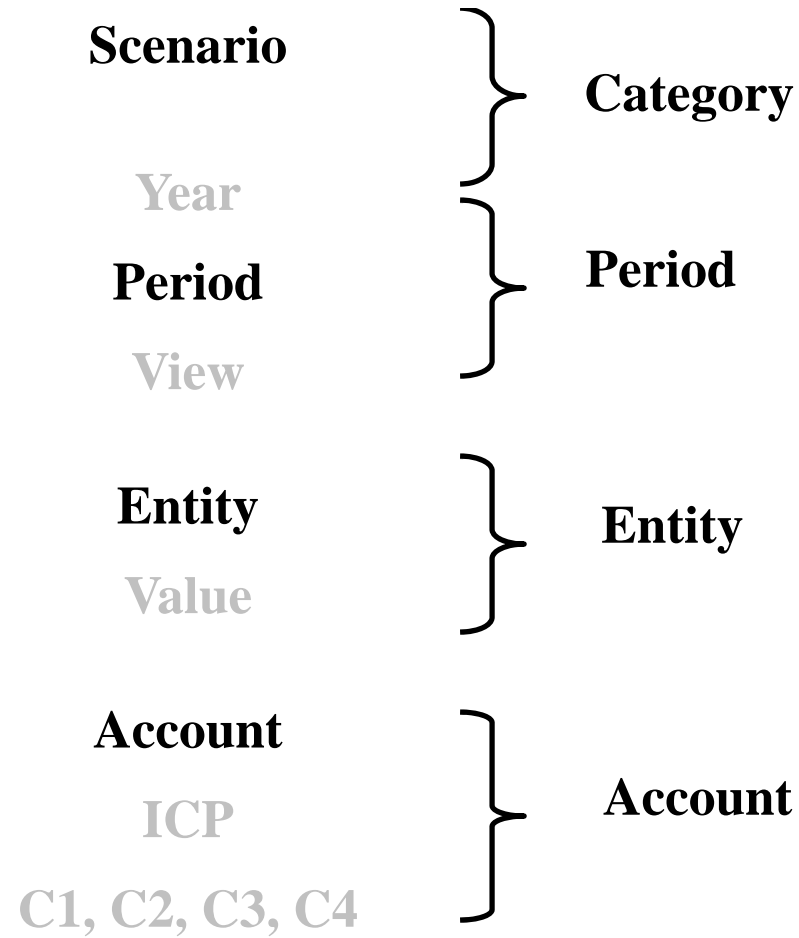 Scenario
Category
Year
Period
Period
View
Entity
Entity
Value
Account
Account
ICP
C1, C2, C3, C4